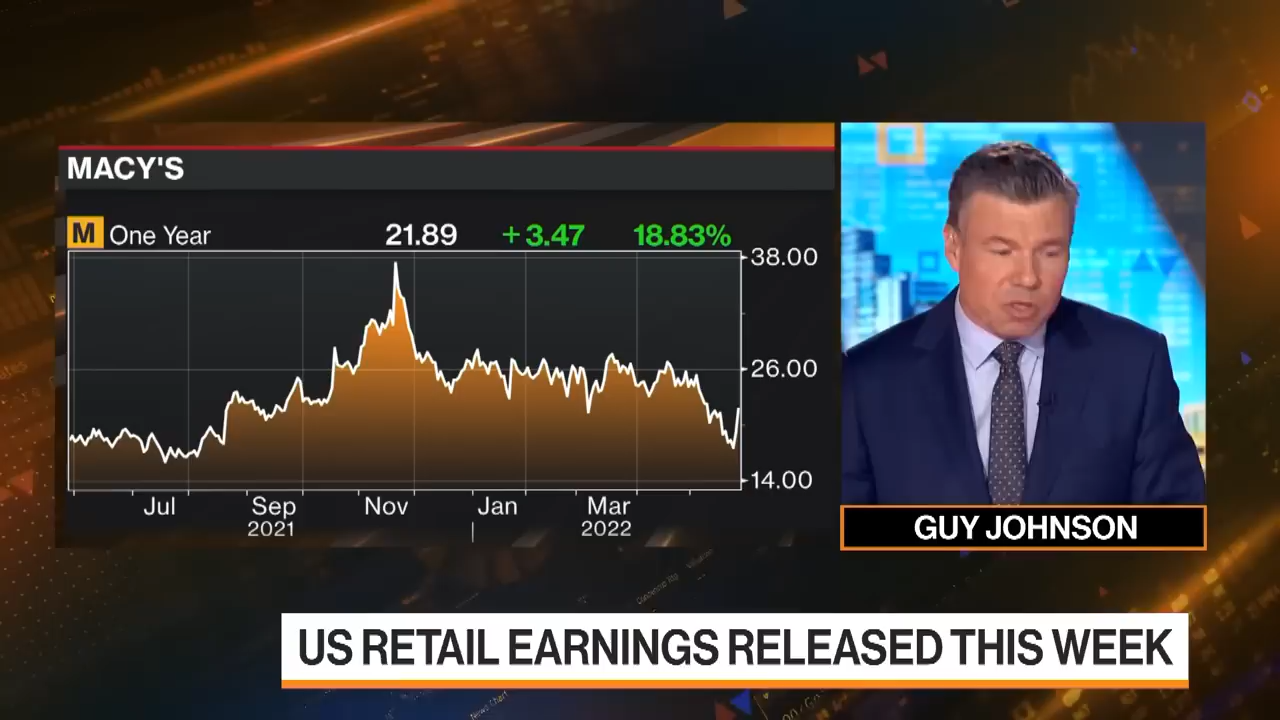 MACY'S
M One Year 21.89 +3.47 18.83%
38.00
26.00
14.00
Jul Sep Nov Jan Mar
2021 2022
GUY JOHNSON
US RETAIL EARNINGS RELEASED THIS WEEK